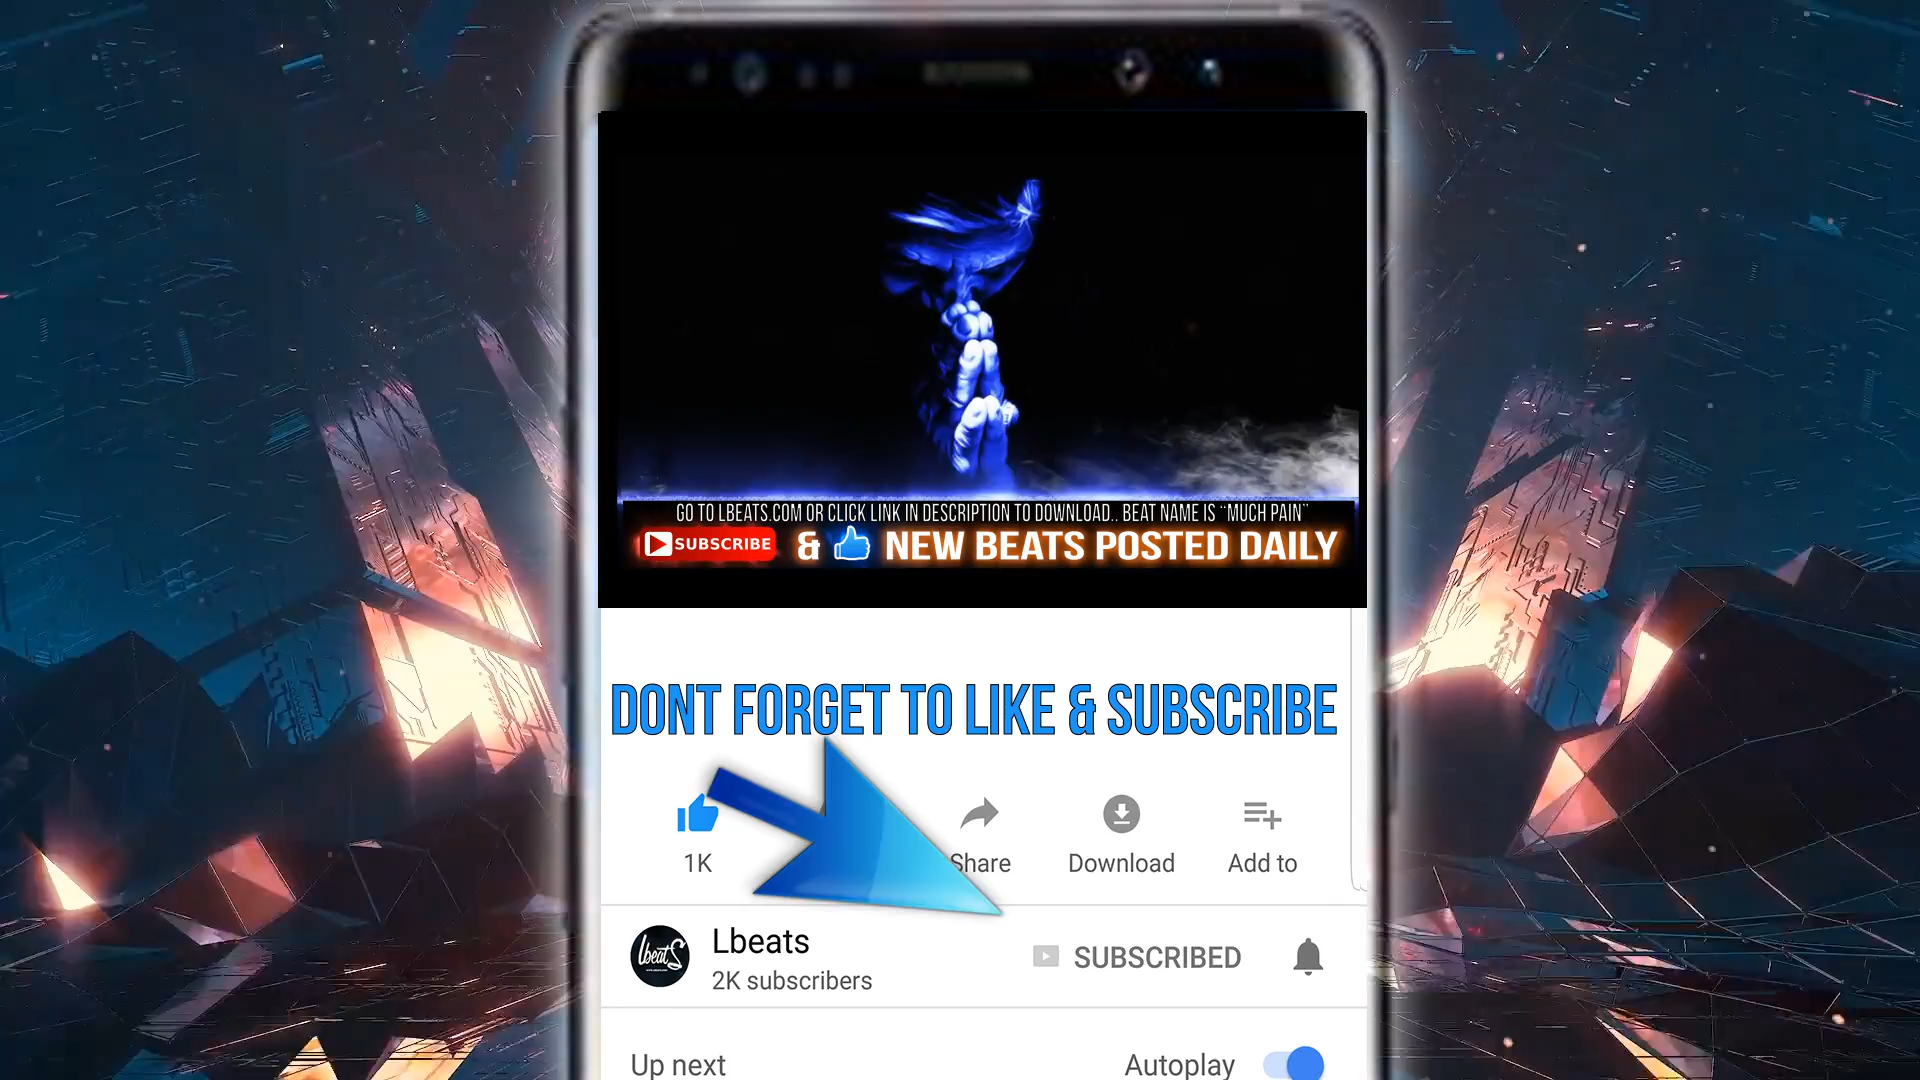 GO TO LBEATS.COM OR CLICK LINK IN DESCRIPTION TO DOWNLOAD.. BEAT NAME IS "MUCH PAIN"
SUBSCRIBE & NEW BEATS POSTED DAILY
DONT FORGET TO LIKE & SUBSCRIBE
1K Share Download Add to
lbeatS Lbeats
2K subscribers
SUBSCRIBED
Up next Autoplay